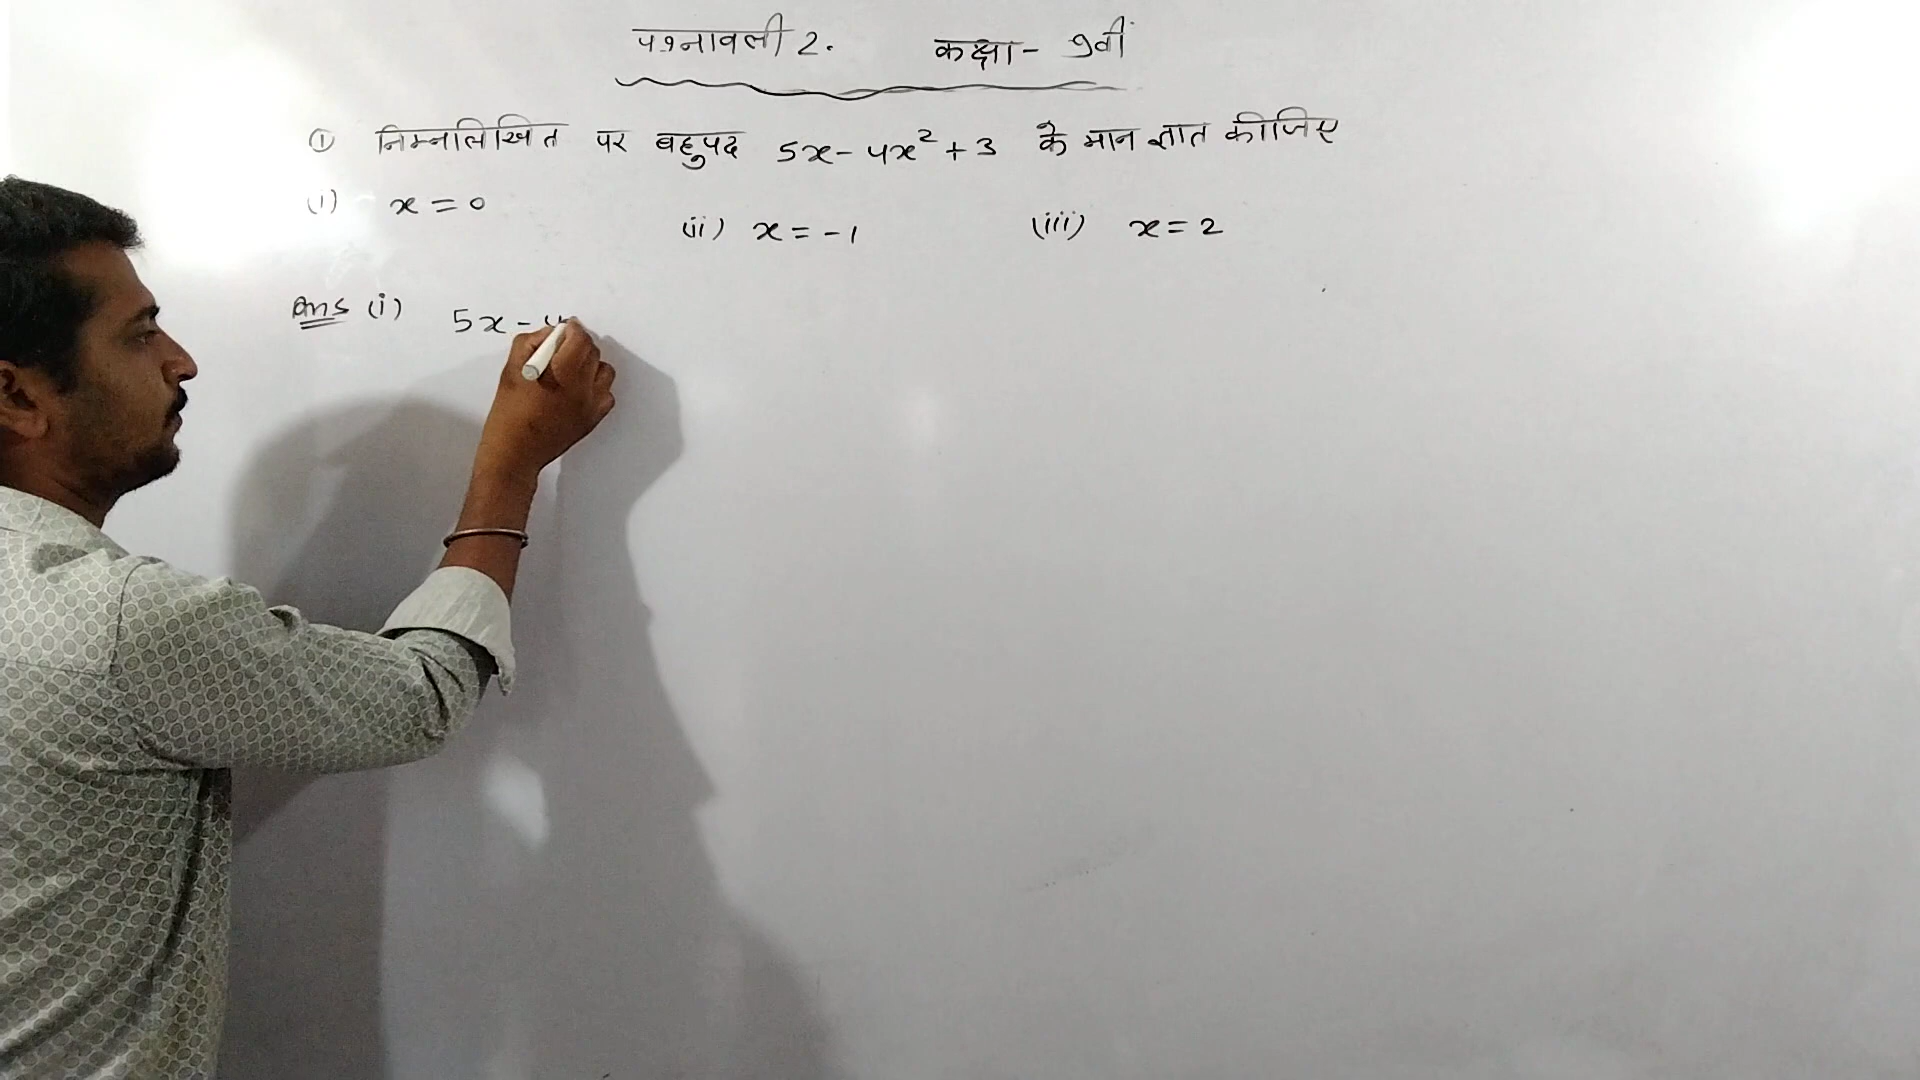 प्रश्नावली 2. कक्षा - 9वीं
① निम्नलिखित पर बहुपद 5x - 4x² + 3 के मान ज्ञात कीजिए
(i) x = 0 (ii) x = -1 (iii) x = 2
Ans (i) 5x - 4